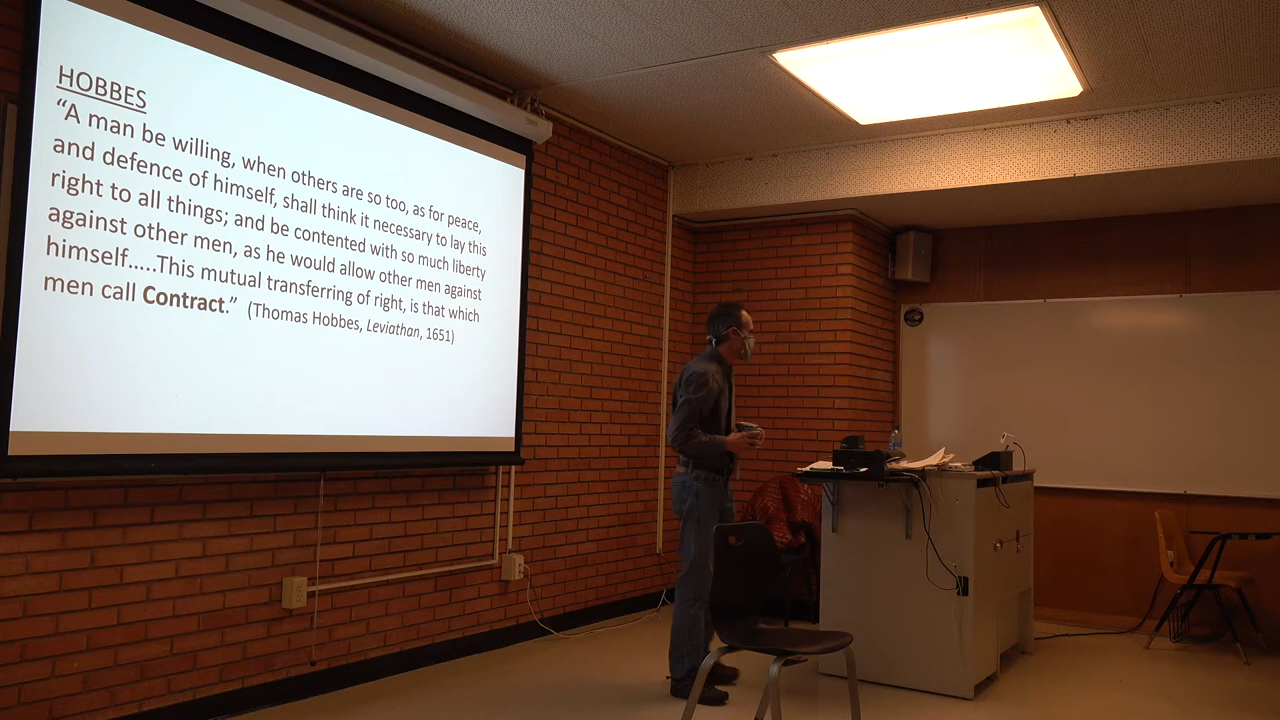 HOBBES
“A man be willing, when others are so too, as for peace,
and defence of himself, shall think it necessary to lay this
right to all things; and be contented with so much liberty
against other men, as he would allow other men against
himself…..This mutual transferring of right, is that which
men call Contract.” (Thomas Hobbes, Leviathan, 1651)